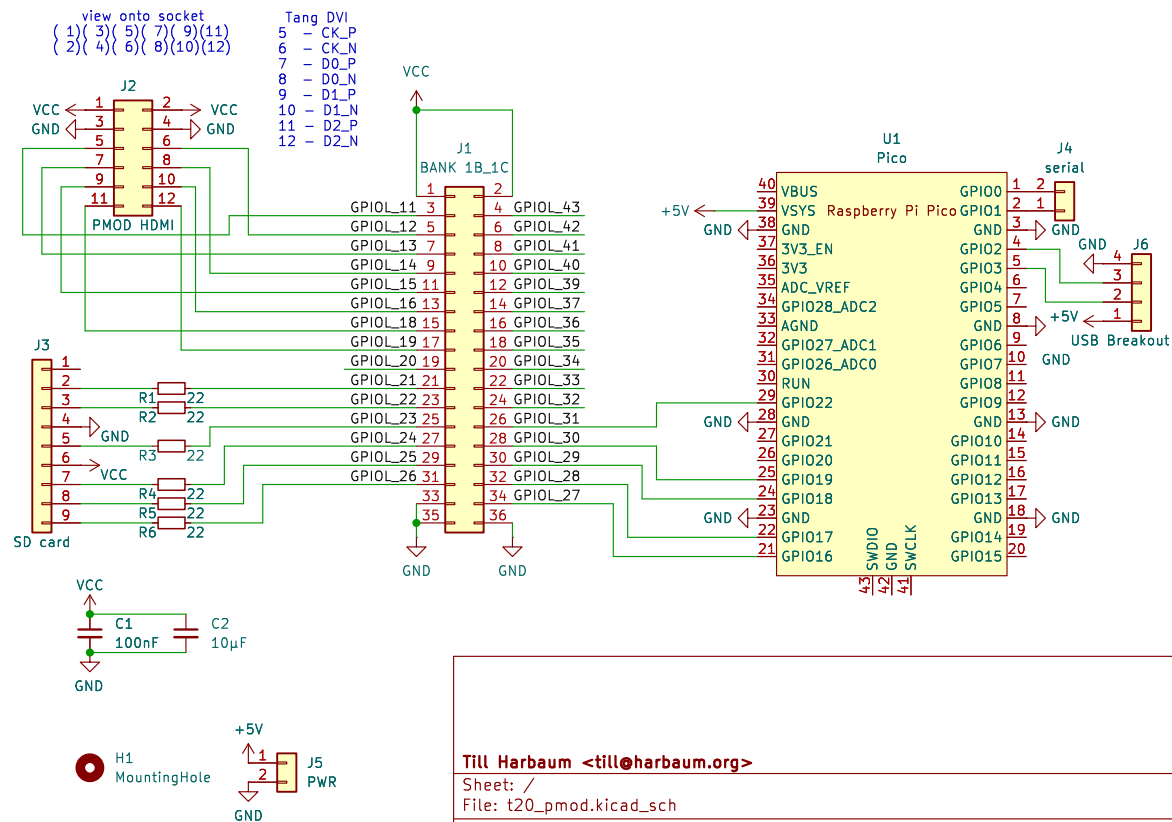 view onto socket
( 1)( 3)( 5)( 7)( 9)(11)
( 2)( 4)( 6)( 8)(10)(12)
Tang DVI
5 - CK_P
6 - CK_N
7 - D0_P
8 - D0_N
9 - D1_P
10 - D1_N
11 - D2_P
12 - D2_N
J2
VCC 1 2 VCC
GND 3 4 GND
5 6
7 8
9 10
11 12
PMOD HDMI
VCC
J1
BANK 1B_1C
1 2
GPIOL_11 3 4 GPIOL_43
GPIOL_12 5 6 GPIOL_42
GPIOL_13 7 8 GPIOL_41
GPIOL_14 9 10 GPIOL_40
GPIOL_15 11 12 GPIOL_39
GPIOL_16 13 14 GPIOL_37
GPIOL_18 15 16 GPIOL_36
GPIOL_19 17 18 GPIOL_35
GPIOL_20 19 20 GPIOL_34
GPIOL_21 21 22 GPIOL_33
GPIOL_22 23 24 GPIOL_32
GPIOL_23 25 26 GPIOL_31
GPIOL_24 27 28 GPIOL_30
GPIOL_25 29 30 GPIOL_29
GPIOL_26 31 32 GPIOL_28
33 34 GPIOL_27
35 36
GND GND
J3
1
2
3
4 GND
5
6 VCC
7
8
9
SD card
R1 22
R2 22
R3 22
R4 22
R5 22
R6 22
U1
Pico
Raspberry Pi Pico
40 VBUS
+5V 39 VSYS
GND 38 GND
37 3V3_EN
36 3V3
35 ADC_VREF
34 GPIO28_ADC2
33 AGND
32 GPIO27_ADC1
31 GPIO26_ADC0
30 RUN
29 GPIO22
GND 28 GND
27 GPIO21
26 GPIO20
25 GPIO19
24 GPIO18
GND 23 GND
22 GPIO17
21 GPIO16
GPIO0 1
GPIO1 2
GND 3 GND
GPIO2 4
GPIO3 5
GPIO4 6
GPIO5 7
GND 8 GND
GPIO6 9
GPIO7 10
GPIO8 11
GPIO9 12
GND 13 GND
GPIO10 14
GPIO11 15
GPIO12 16
GPIO13 17
GND 18 GND
GPIO14 19
GPIO15 20
SWDIO 43
GND 42
SWCLK 41
J4
serial
2
1
J6
GND 4
3
2
+5V 1
USB Breakout
VCC
C1
100nF
C2
10µF
GND
H1
MountingHole
+5V
1
2
J5
PWR
GND
Till Harbaum <till@harbaum.org>
Sheet: /
File: t20_pmod.kicad_sch